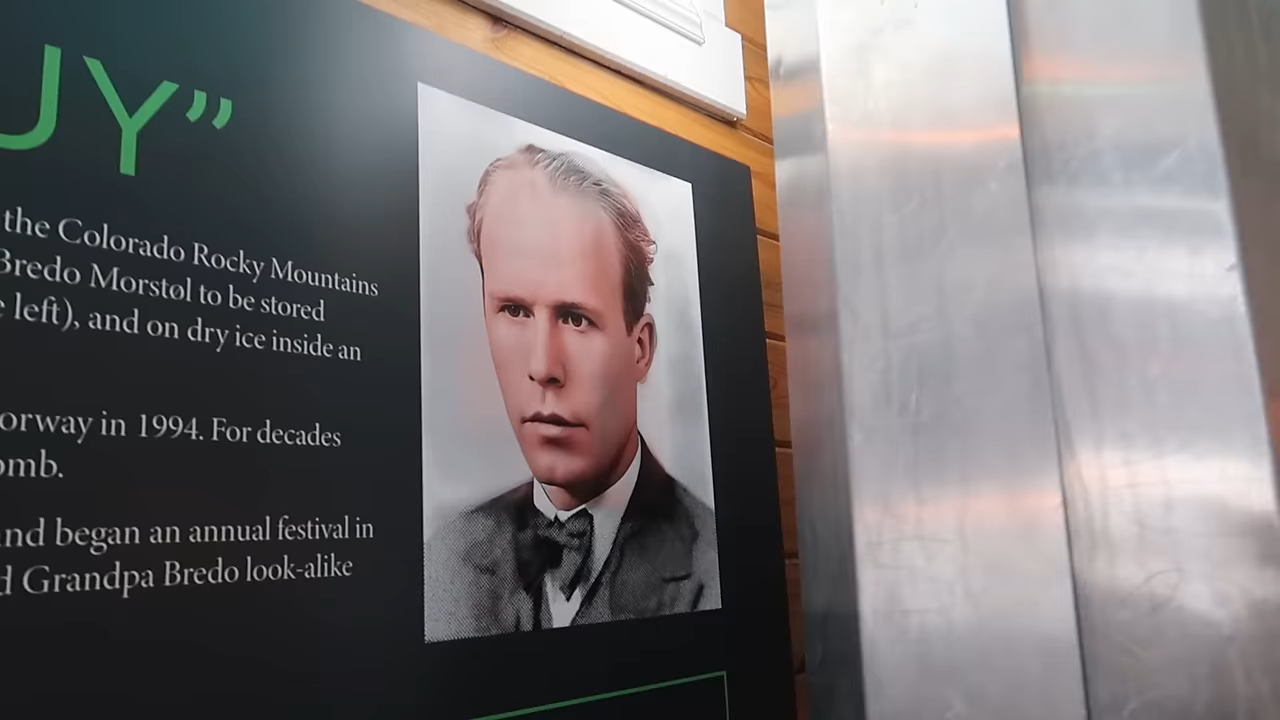 UY”
the Colorado Rocky Mountains
Bredo Morstøl to be stored
left), and on dry ice inside an
orway in 1994. For decades
omb.
nd began an annual festival in
d Grandpa Bredo look-alike